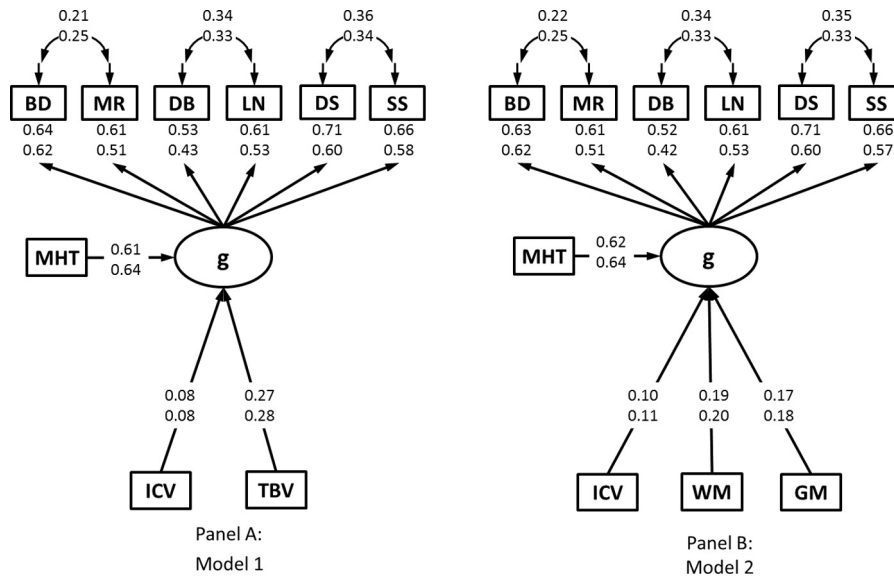 0.21 0.34 0.36
0.25 0.33 0.34
BD MR DB LN DS SS
0.64 0.61 0.53 0.61 0.71 0.66
0.62 0.51 0.43 0.53 0.60 0.58
MHT 0.61 g
0.64
0.08 0.27
0.08 0.28
ICV TBV
Panel A:
Model 1
0.22 0.34 0.35
0.25 0.33 0.33
BD MR DB LN DS SS
0.63 0.61 0.52 0.61 0.71 0.66
0.62 0.51 0.42 0.53 0.60 0.57
MHT 0.62 g
0.64
0.10 0.19 0.17
0.11 0.20 0.18
ICV WM GM
Panel B:
Model 2